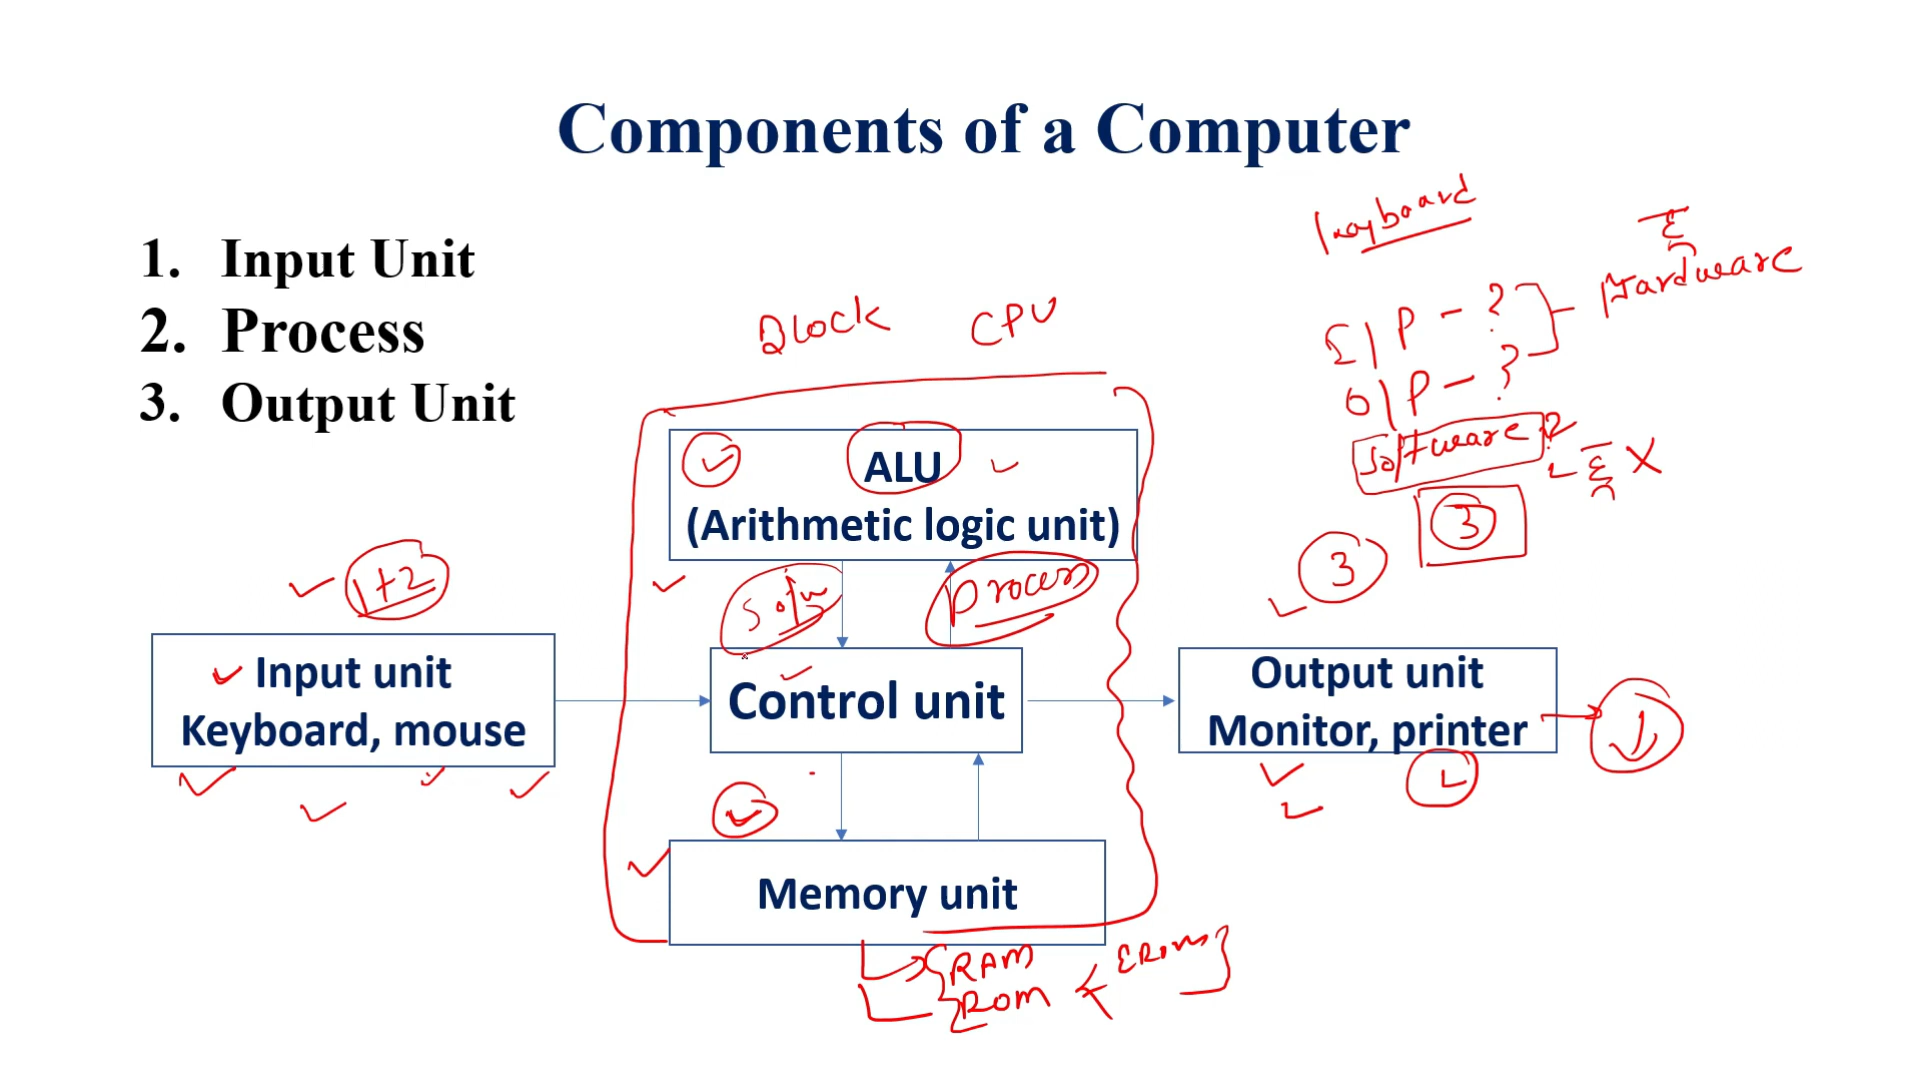 Components of a Computer
1. Input Unit
2. Process
3. Output Unit
keyboard
Hardware
I/P - ?
O/P - ?
Software ?
3
3
Block CPU
ALU
(Arithmetic logic unit)
1+2
Softw
Process
Input unit
Keyboard, mouse
Control unit
Output unit
Monitor, printer
Memory unit
RAM
ROM